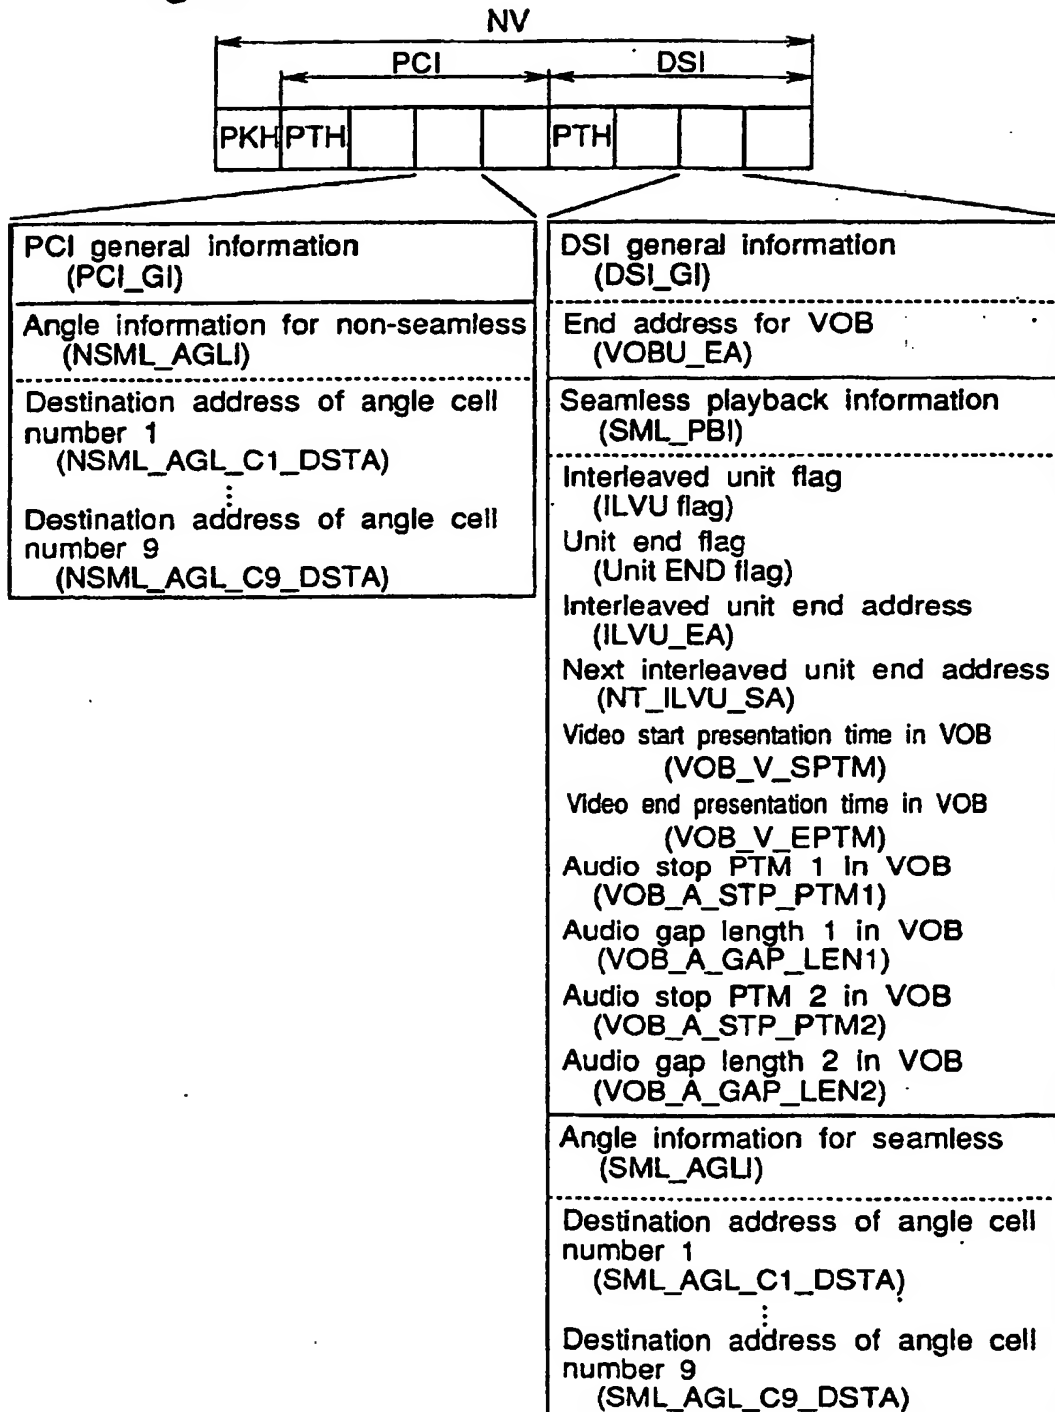 NV
PCI DSI
PKH PTH PTH
PCI general information
(PCI_GI)
Angle information for non-seamless
(NSML_AGLI)
Destination address of angle cell
number 1
(NSML_AGL_C1_DSTA)
⋮
Destination address of angle cell
number 9
(NSML_AGL_C9_DSTA)
DSI general information
(DSI_GI)
End address for VOB
(VOBU_EA)
Seamless playback information
(SML_PBI)
Interleaved unit flag
(ILVU flag)
Unit end flag
(Unit END flag)
Interleaved unit end address
(ILVU_EA)
Next interleaved unit end address
(NT_ILVU_SA)
Video start presentation time in VOB
(VOB_V_SPTM)
Video end presentation time in VOB
(VOB_V_EPTM)
Audio stop PTM 1 in VOB
(VOB_A_STP_PTM1)
Audio gap length 1 in VOB
(VOB_A_GAP_LEN1)
Audio stop PTM 2 in VOB
(VOB_A_STP_PTM2)
Audio gap length 2 in VOB
(VOB_A_GAP_LEN2)
Angle information for seamless
(SML_AGLI)
Destination address of angle cell
number 1
(SML_AGL_C1_DSTA)
⋮
Destination address of angle cell
number 9
(SML_AGL_C9_DSTA)